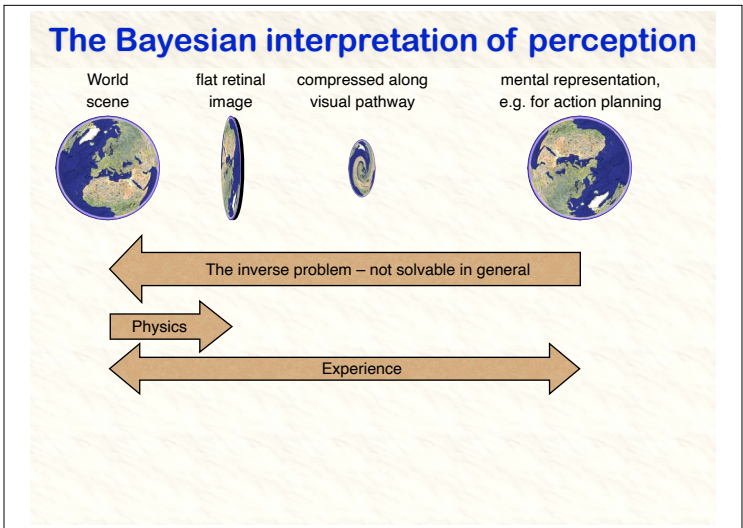 The Bayesian interpretation of perception
World
scene
flat retinal
image
compressed along
visual pathway
mental representation,
e.g. for action planning
The inverse problem – not solvable in general
Physics
Experience